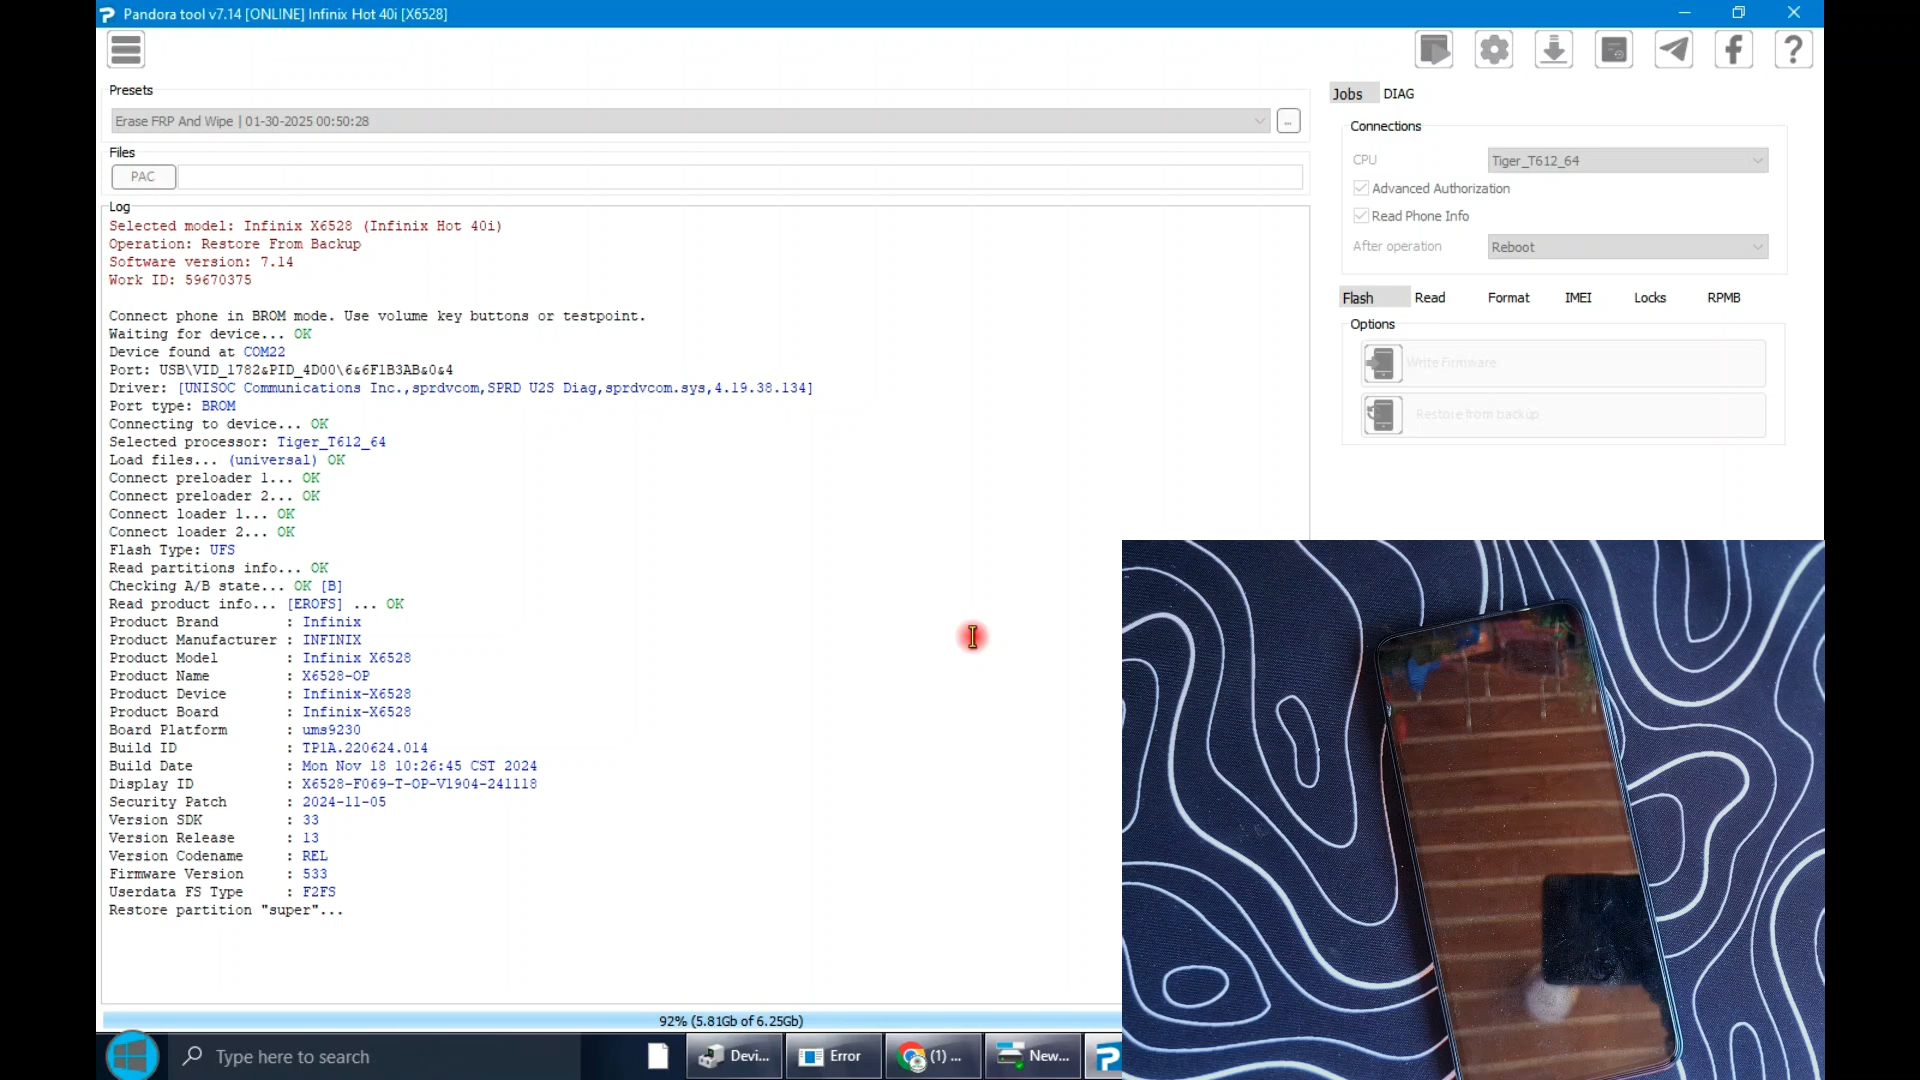 Pandora tool v7.14 [ONLINE] Infinix Hot 40i [X6528]
Presets
Erase FRP And Wipe | 01-30-2025 00:50:28
...
Files
PAC
Log
Selected model: Infinix X6528 (Infinix Hot 40i)
Operation: Restore From Backup
Software version: 7.14
Work ID: 59670375
Connect phone in BROM mode. Use volume key buttons or testpoint.
Waiting for device... OK
Device found at COM22
Port: USB\VID_1782&PID_4D00\6&6F1B3AB&0&4
Driver: [UNISOC Communications Inc.,sprdvcom,SPRD U2S Diag,sprdvcom.sys,4.19.38.134]
Port type: BROM
Connecting to device... OK
Selected processor: Tiger_T612_64
Load files... (universal) OK
Connect preloader 1... OK
Connect preloader 2... OK
Connect loader 1... OK
Connect loader 2... OK
Flash Type: UFS
Read partitions info... OK
Checking A/B state... OK [B]
Read product info... [EROFS] ... OK
Product Brand : Infinix
Product Manufacturer : INFINIX
Product Model : Infinix X6528
Product Name : X6528-OP
Product Device : Infinix-X6528
Product Board : Infinix-X6528
Board Platform : ums9230
Build ID : TP1A.220624.014
Build Date : Mon Nov 18 10:26:45 CST 2024
Display ID : X6528-F069-T-OP-V1904-241118
Security Patch : 2024-11-05
Version SDK : 33
Version Release : 13
Version Codename : REL
Firmware Version : 533
Userdata FS Type : F2FS
Restore partition "super"...
92% (5.81Gb of 6.25Gb)
Jobs DIAG
Connections
CPU Tiger_T612_64
Advanced Authorization
Read Phone Info
After operation Reboot
Flash Read Format IMEI Locks RPMB
Options
Write Firmware
Restore from backup
Type here to search
Devi...
Error
(1) ...
New...